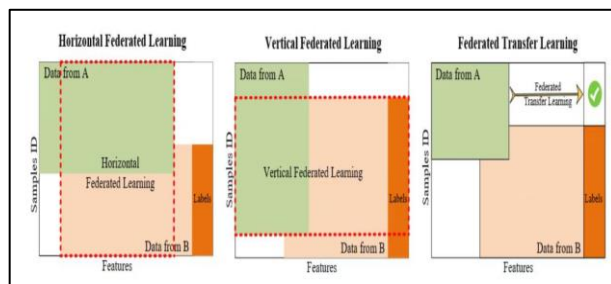 Horizontal Federated Learning
Data from A
Samples ID
Horizontal
Federated Learning
Labels
Data from B
Features
Vertical Federated Learning
Data from A
Samples ID
Vertical Federated Learning
Labels
Data from B
Features
Federated Transfer Learning
Data from A
Federated
Transfer Learning
Samples ID
Labels
Data from B
Features